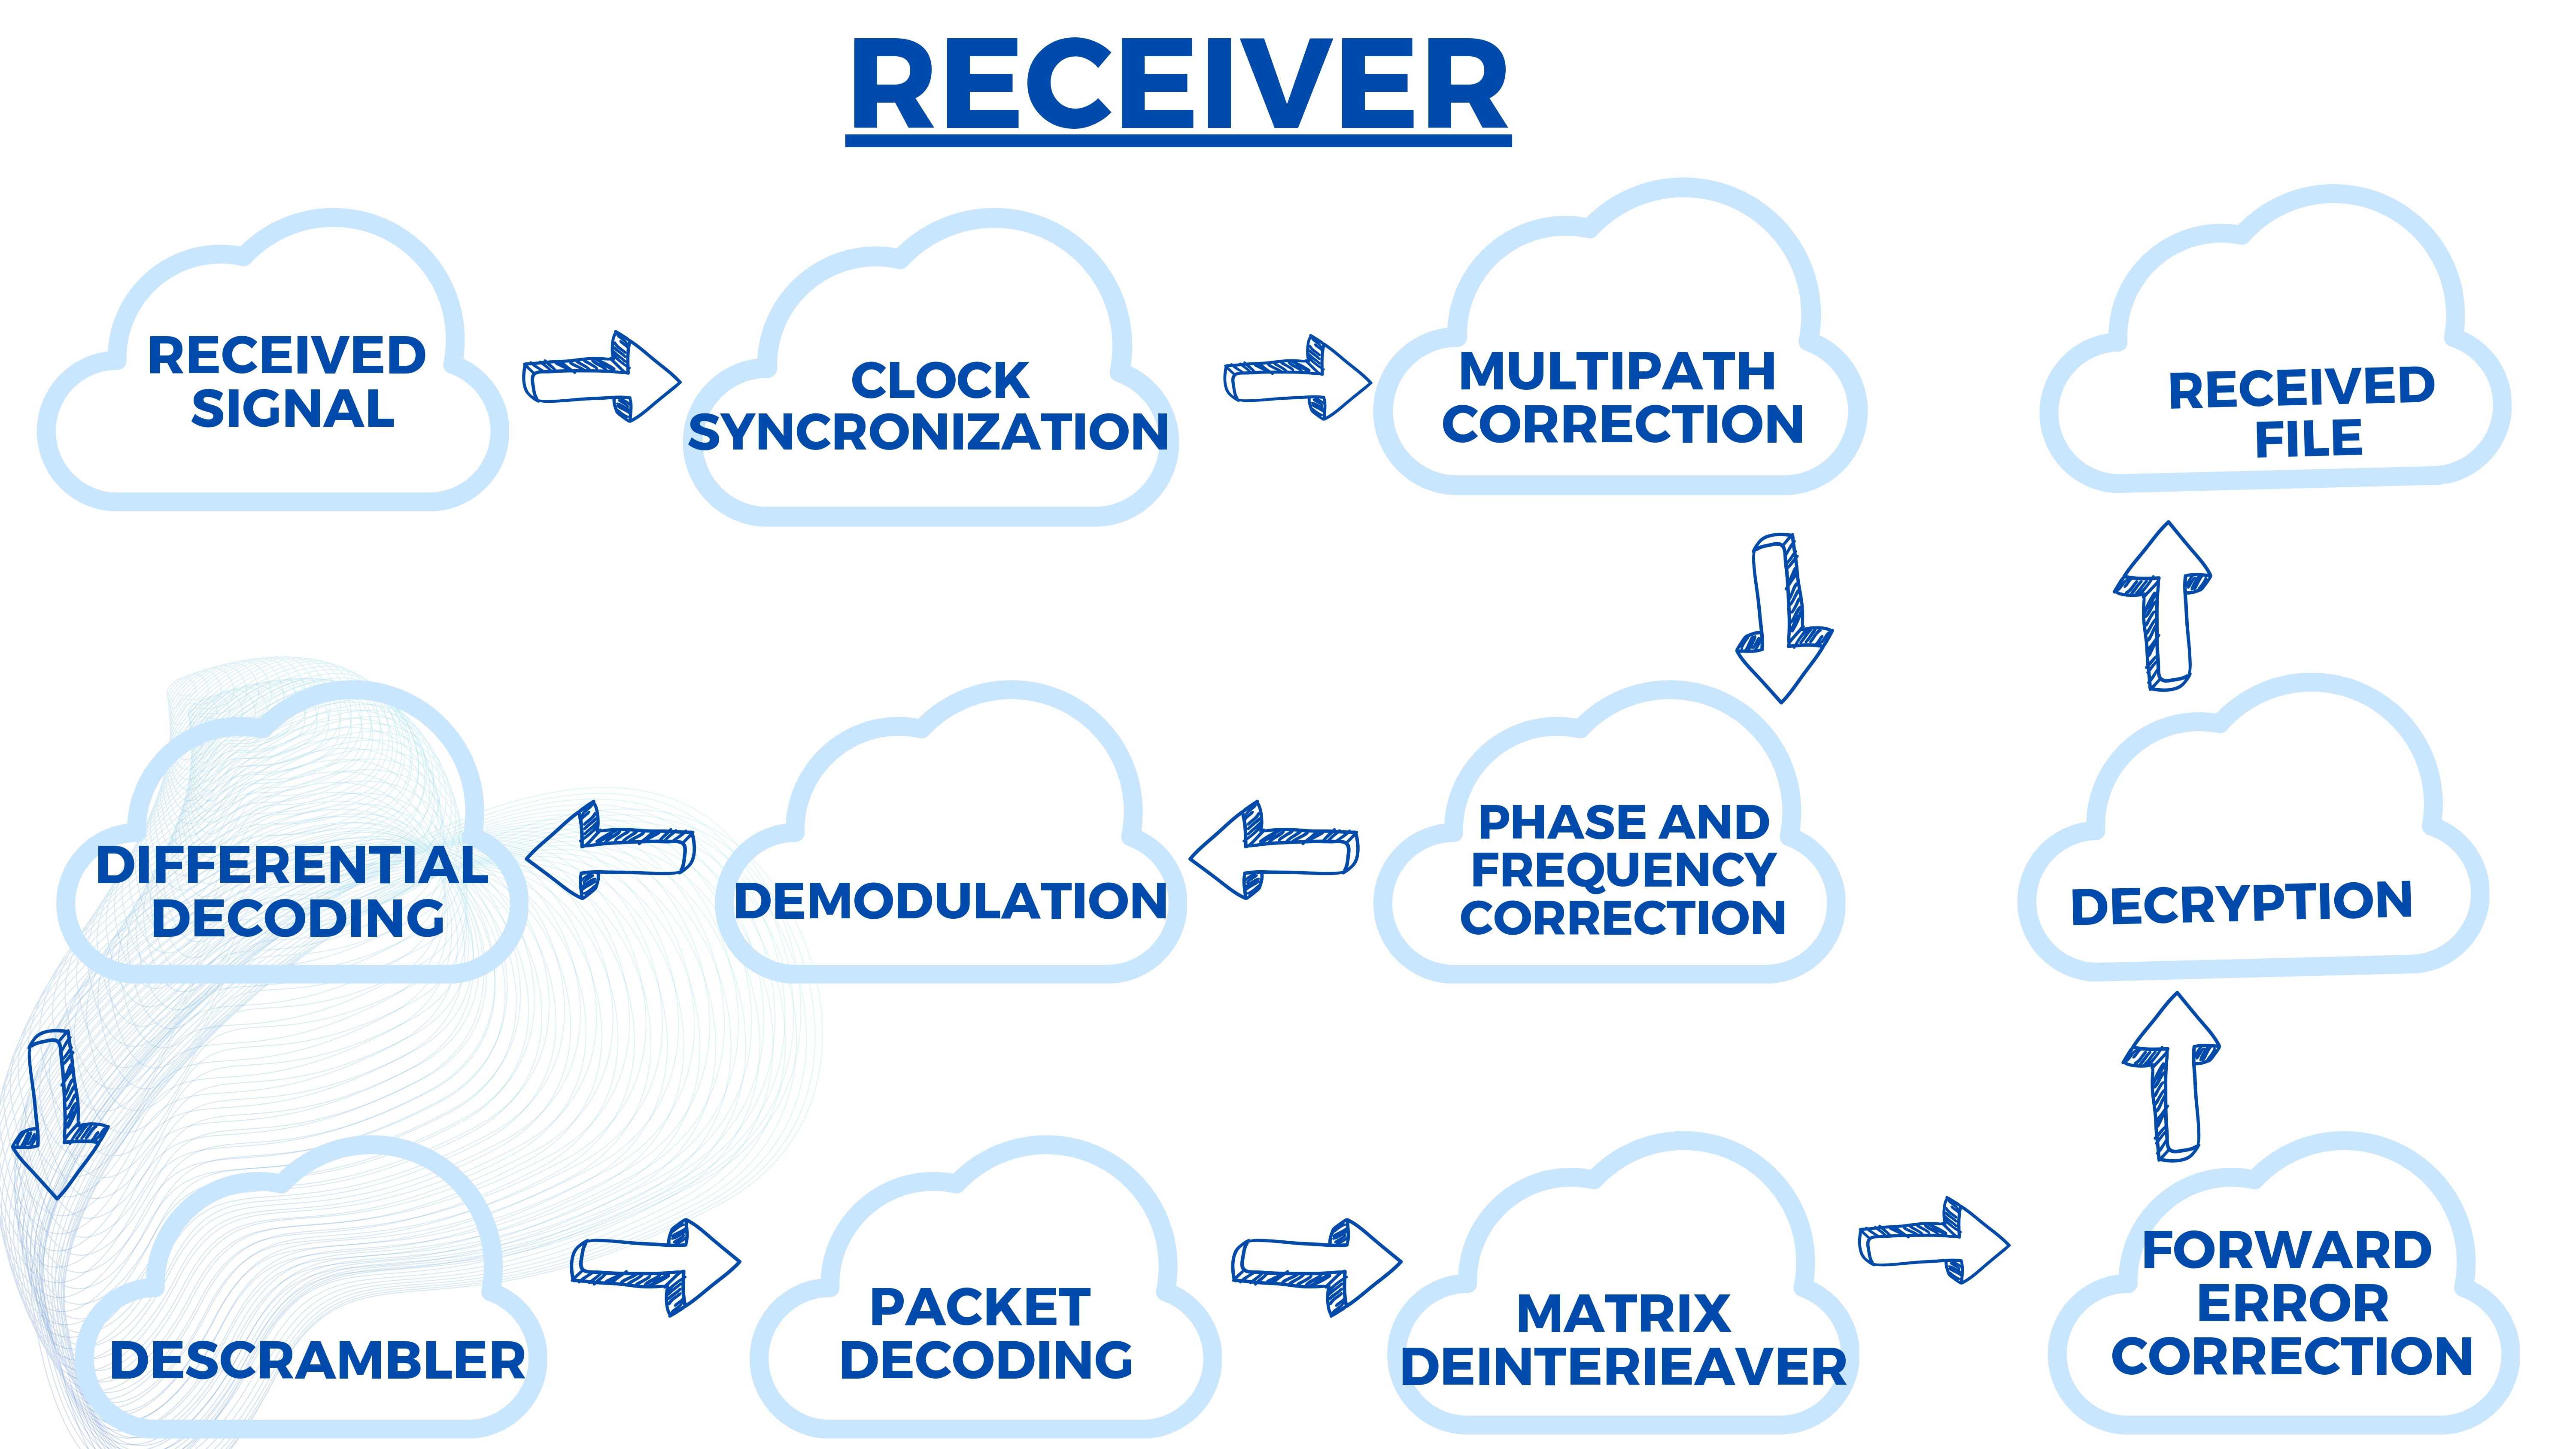 RECEIVER
RECEIVED
SIGNAL
CLOCK
SYNCRONIZATION
MULTIPATH
CORRECTION
RECEIVED
FILE
DIFFERENTIAL
DECODING
DEMODULATION
PHASE AND
FREQUENCY
CORRECTION
DECRYPTION
DESCRAMBLER
PACKET
DECODING
MATRIX
DEINTERIEAVER
FORWARD
ERROR
CORRECTION